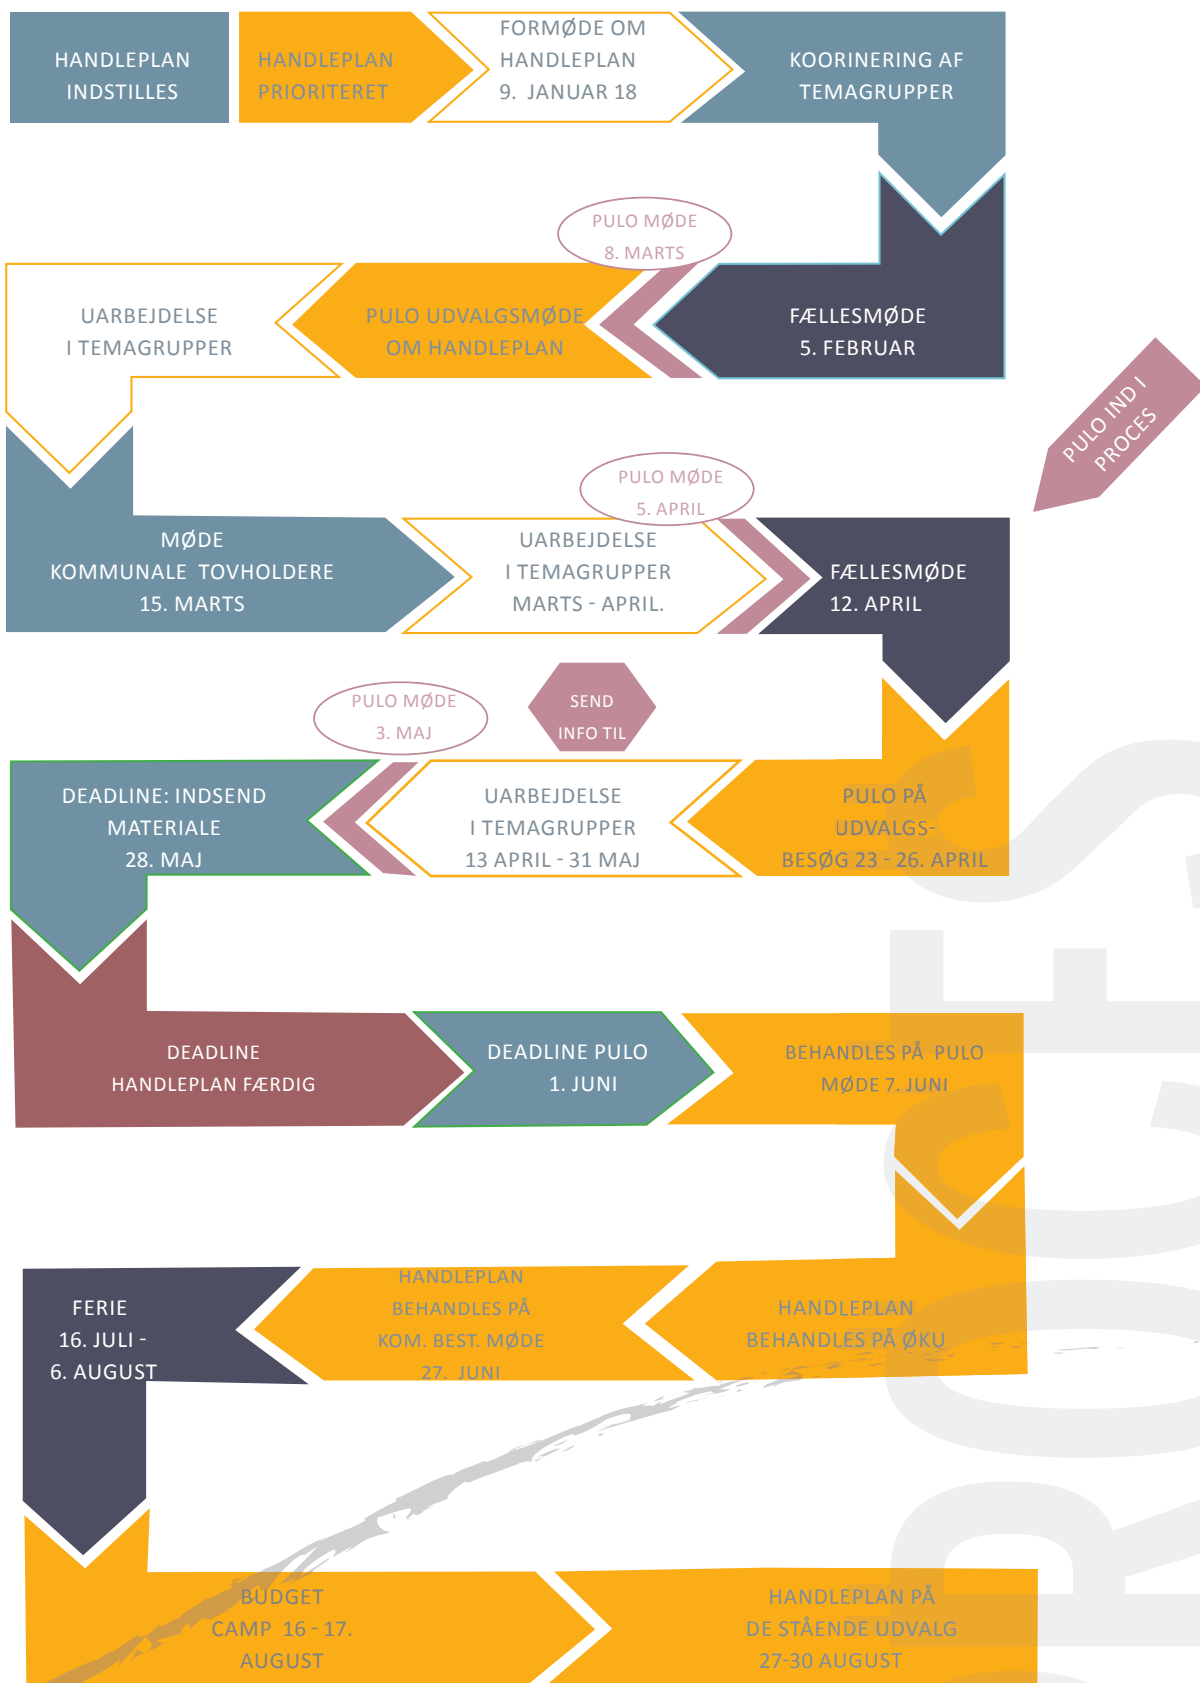 HANDLEPLAN
INDSTILLES
HANDLEPLAN
PRIORITERET
FORMØDE OM
HANDLEPLAN
9. JANUAR 18
KOORINERING AF
TEMAGRUPPER
FÆLLESMØDE
5. FEBRUAR
PULO MØDE
8. MARTS
PULO UDVALGSMØDE
OM HANDLEPLAN
UARBEJDELSE
I TEMAGRUPPER
PULO IND I
PROCES
MØDE
KOMMUNALE TOVHOLDERE
15. MARTS
UARBEJDELSE
I TEMAGRUPPER
MARTS - APRIL.
PULO MØDE
5. APRIL
FÆLLESMØDE
12. APRIL
PULO PÅ
UDVALGS-
BESØG 23 - 26. APRIL
SEND
INFO TIL
UARBEJDELSE
I TEMAGRUPPER
13 APRIL - 31 MAJ
PULO MØDE
3. MAJ
DEADLINE: INDSEND
MATERIALE
28. MAJ
DEADLINE
HANDLEPLAN FÆRDIG
DEADLINE PULO
1. JUNI
BEHANDLES PÅ PULO
MØDE 7. JUNI
HANDLEPLAN
BEHANDLES PÅ ØKU
HANDLEPLAN
BEHANDLES PÅ
KOM. BEST. MØDE
27. JUNI
FERIE
16. JULI -
6. AUGUST
BUDGET
CAMP 16 - 17.
AUGUST
HANDLEPLAN PÅ
DE STÅENDE UDVALG
27-30 AUGUST